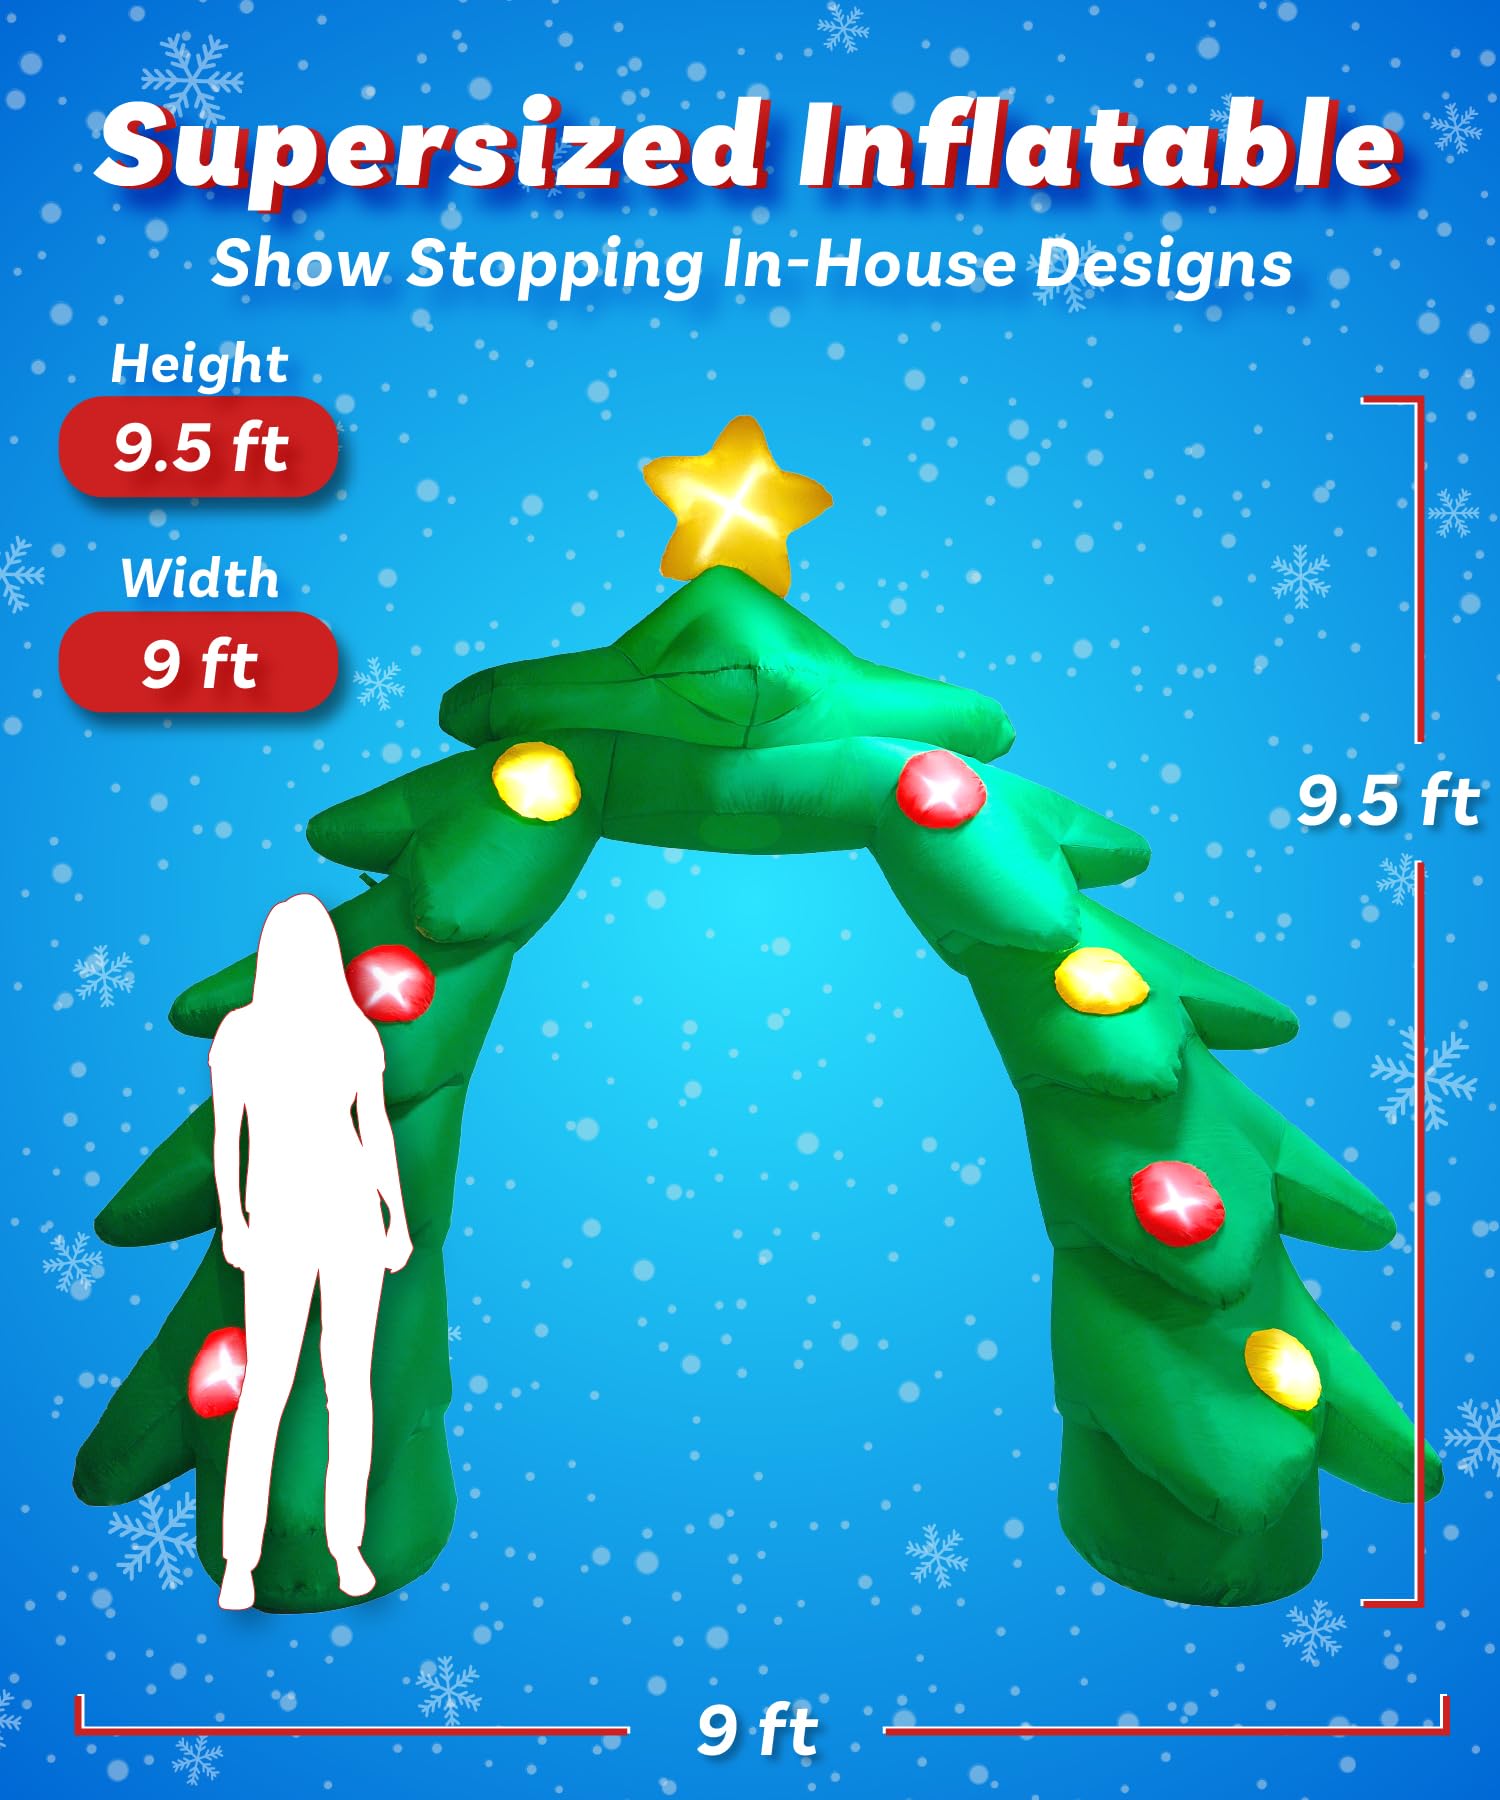 Supersized Inflatable
Show Stopping In-House Designs
Height
9.5 ft
Width
9 ft
9.5 ft
9 ft